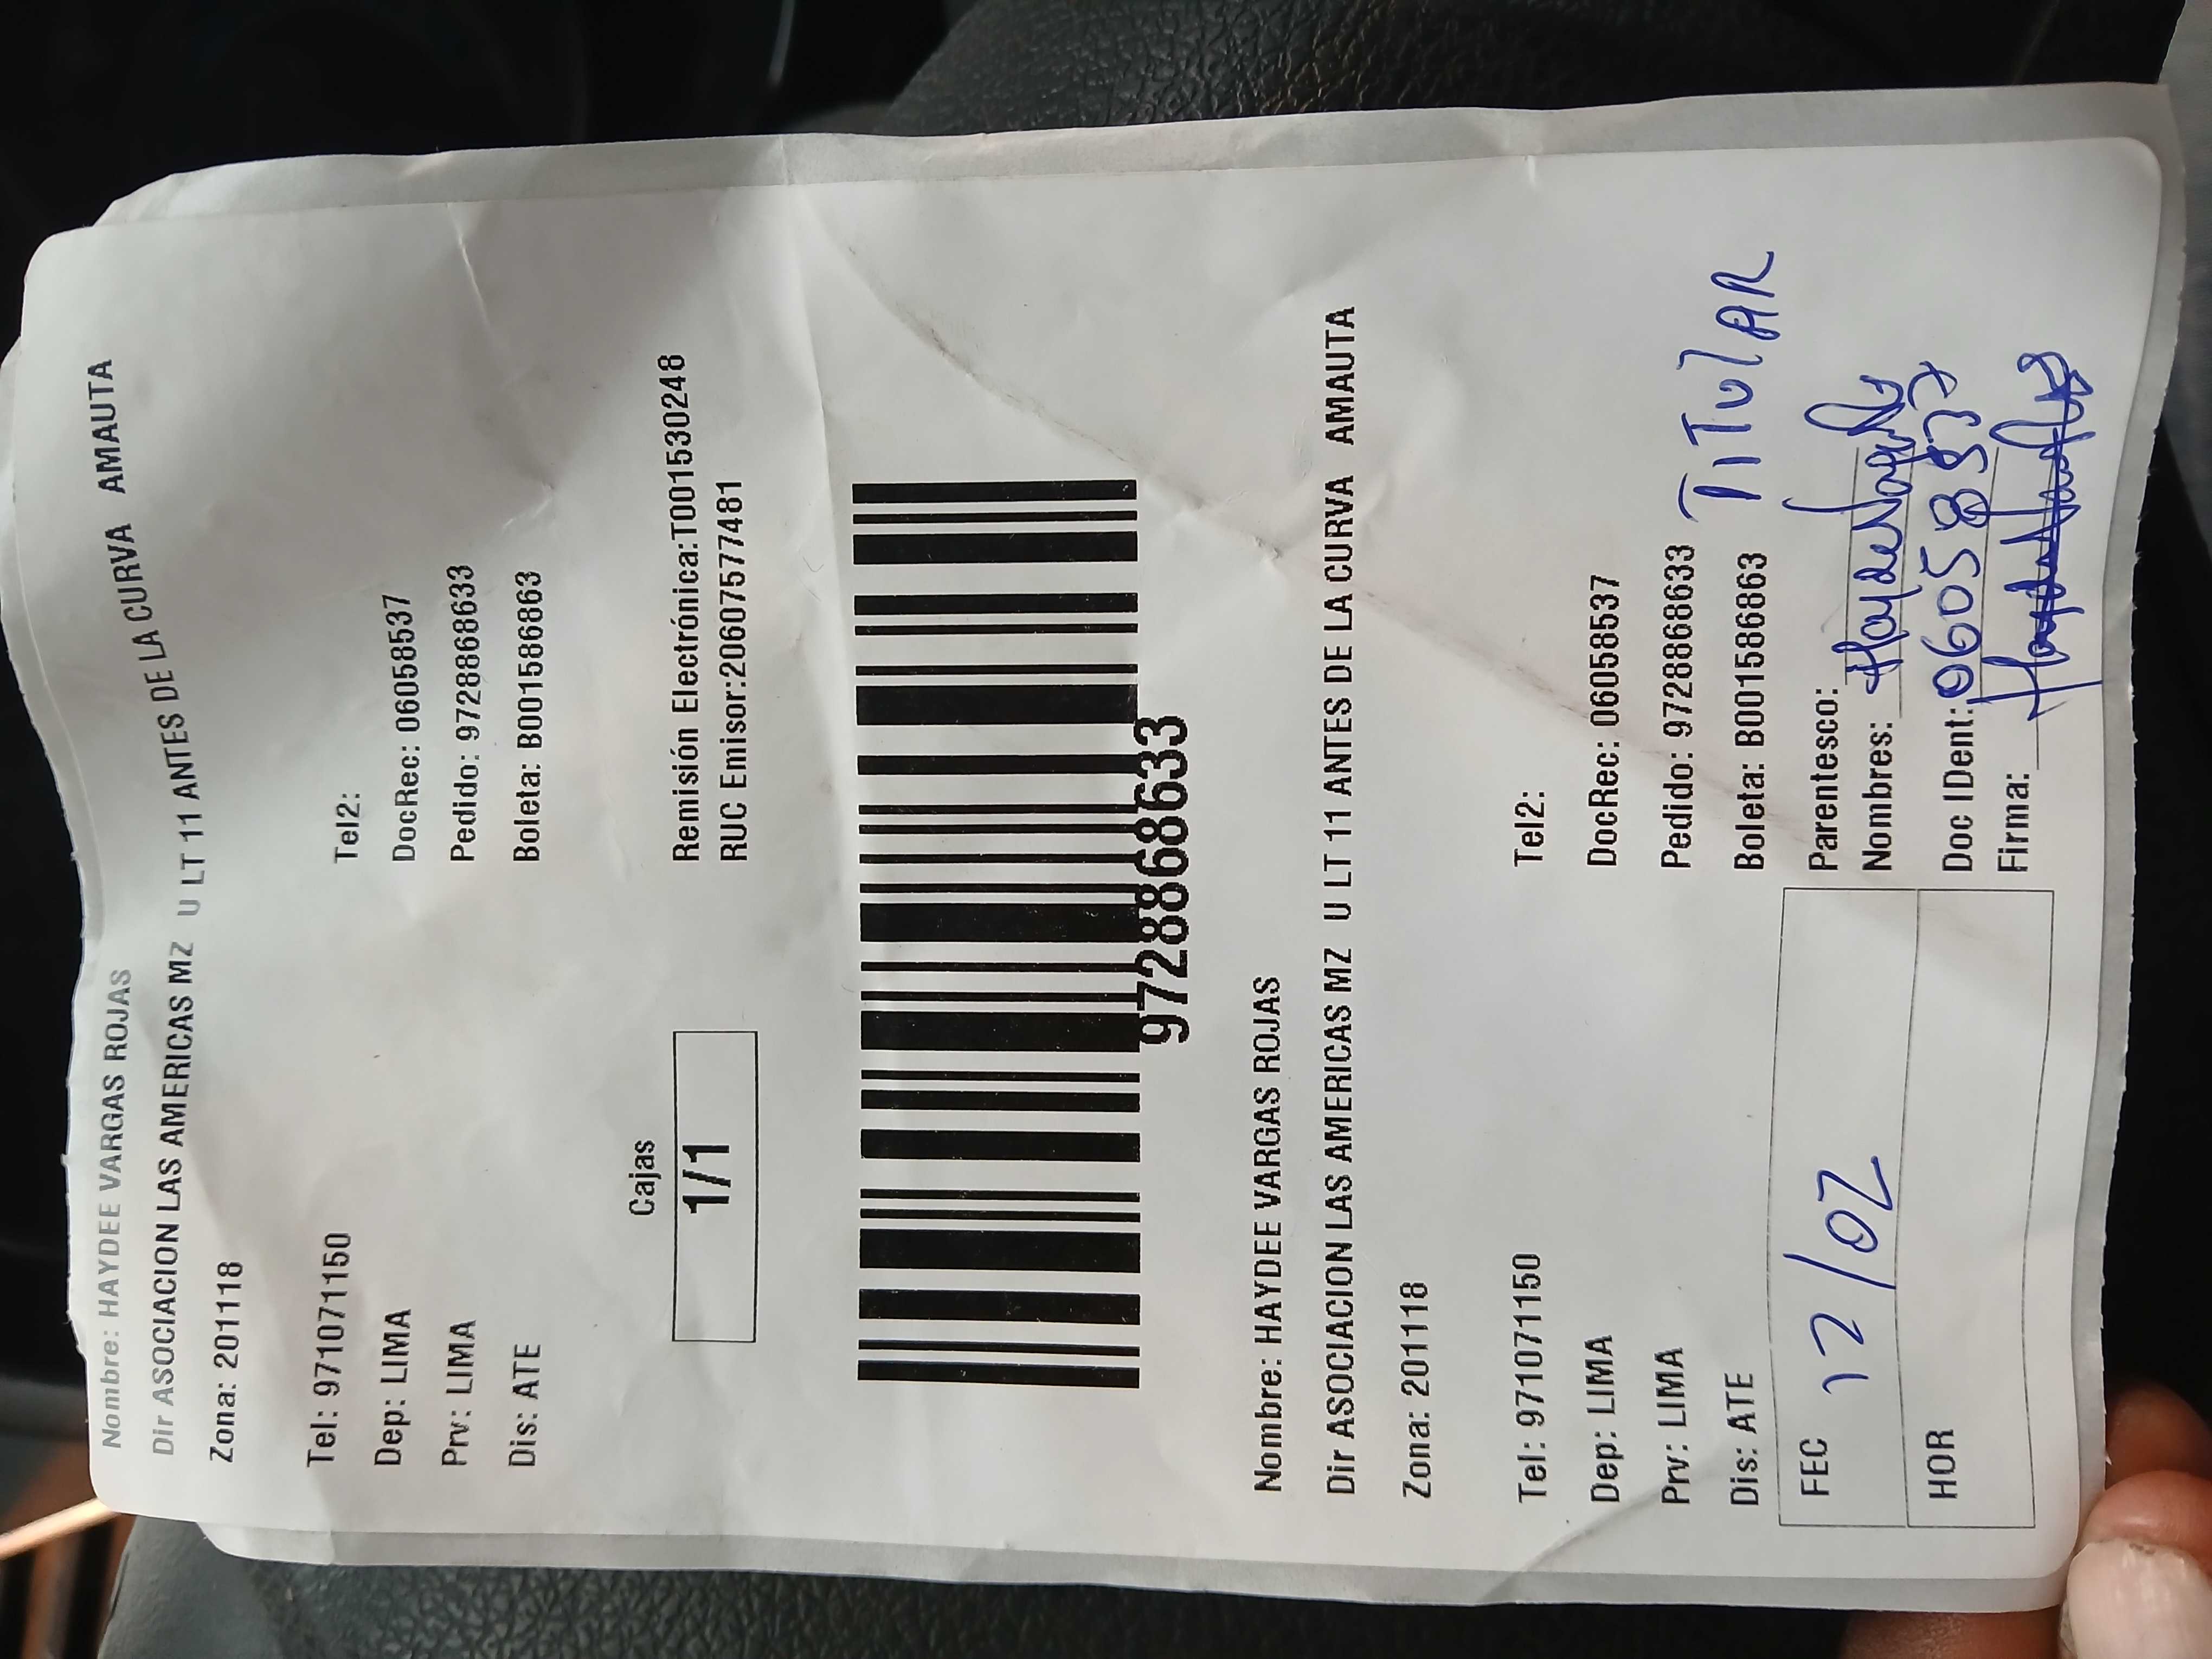 Nombre: HAYDEE VARGAS ROJAS
Dir ASOCIACION LAS AMERICAS MZ U LT 11 ANTES DE LA CURVA AMAUTA
Zona: 201118
Tel: 971071150 Tel2:
Dep: LIMA DocRec: 06058537
Prv: LIMA Pedido: 9728868633
Dis: ATE Boleta: B001586863
Cajas
1/1
Remisión Electrónica:T001530248
RUC Emisor:20607577481
9728868633
Nombre: HAYDEE VARGAS ROJAS
Dir ASOCIACION LAS AMERICAS MZ U LT 11 ANTES DE LA CURVA AMAUTA
Zona: 201118
Tel: 971071150 Tel2:
Dep: LIMA DocRec: 06058537
Prv: LIMA Pedido: 9728868633
Dis: ATE Boleta: B001586863
TITULAR
FEC 12/02
HOR
Parentesco:
Nombres: Hayde Vargas
Doc IDent: 06058537
Firma: